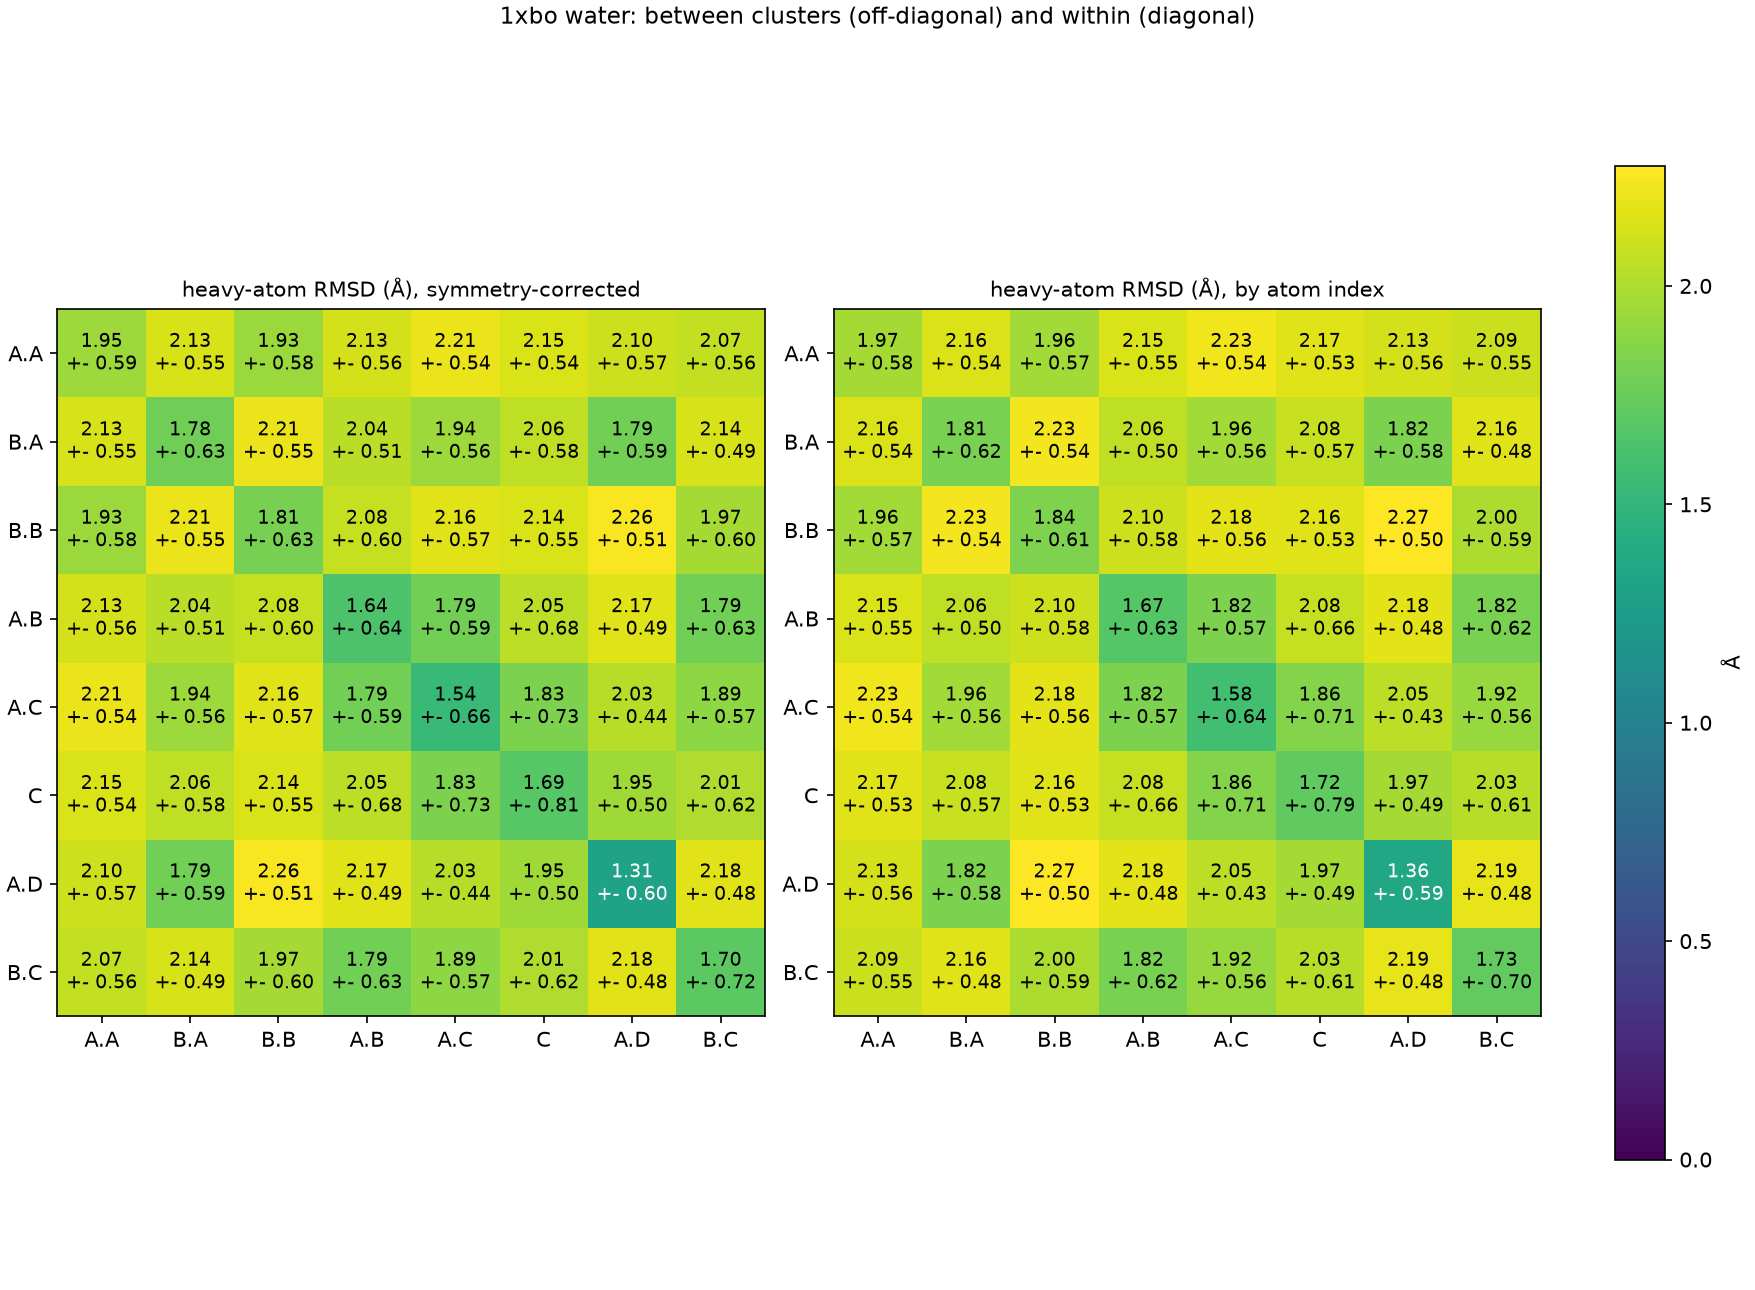 1xbo water: between clusters (off-diagonal) and within (diagonal)
heavy-atom RMSD (Å), symmetry-corrected
A.A 1.95 2.13 1.93 2.13 2.21 2.15 2.10 2.07
+- 0.59 +- 0.55 +- 0.58 +- 0.56 +- 0.54 +- 0.54 +- 0.57 +- 0.56
B.A 2.13 1.78 2.21 2.04 1.94 2.06 1.79 2.14
+- 0.55 +- 0.63 +- 0.55 +- 0.51 +- 0.56 +- 0.58 +- 0.59 +- 0.49
B.B 1.93 2.21 1.81 2.08 2.16 2.14 2.26 1.97
+- 0.58 +- 0.55 +- 0.63 +- 0.60 +- 0.57 +- 0.55 +- 0.51 +- 0.60
A.B 2.13 2.04 2.08 1.64 1.79 2.05 2.17 1.79
+- 0.56 +- 0.51 +- 0.60 +- 0.64 +- 0.59 +- 0.68 +- 0.49 +- 0.63
A.C 2.21 1.94 2.16 1.79 1.54 1.83 2.03 1.89
+- 0.54 +- 0.56 +- 0.57 +- 0.59 +- 0.66 +- 0.73 +- 0.44 +- 0.57
C 2.15 2.06 2.14 2.05 1.83 1.69 1.95 2.01
+- 0.54 +- 0.58 +- 0.55 +- 0.68 +- 0.73 +- 0.81 +- 0.50 +- 0.62
A.D 2.10 1.79 2.26 2.17 2.03 1.95 1.31 2.18
+- 0.57 +- 0.59 +- 0.51 +- 0.49 +- 0.44 +- 0.50 +- 0.60 +- 0.48
B.C 2.07 2.14 1.97 1.79 1.89 2.01 2.18 1.70
+- 0.56 +- 0.49 +- 0.60 +- 0.63 +- 0.57 +- 0.62 +- 0.48 +- 0.72
A.A B.A B.B A.B A.C C A.D B.C
heavy-atom RMSD (Å), by atom index
A.A 1.97 2.16 1.96 2.15 2.23 2.17 2.13 2.09
+- 0.58 +- 0.54 +- 0.57 +- 0.55 +- 0.54 +- 0.53 +- 0.56 +- 0.55
B.A 2.16 1.81 2.23 2.06 1.96 2.08 1.82 2.16
+- 0.54 +- 0.62 +- 0.54 +- 0.50 +- 0.56 +- 0.57 +- 0.58 +- 0.48
B.B 1.96 2.23 1.84 2.10 2.18 2.16 2.27 2.00
+- 0.57 +- 0.54 +- 0.61 +- 0.58 +- 0.56 +- 0.53 +- 0.50 +- 0.59
A.B 2.15 2.06 2.10 1.67 1.82 2.08 2.18 1.82
+- 0.55 +- 0.50 +- 0.58 +- 0.63 +- 0.57 +- 0.66 +- 0.48 +- 0.62
A.C 2.23 1.96 2.18 1.82 1.58 1.86 2.05 1.92
+- 0.54 +- 0.56 +- 0.56 +- 0.57 +- 0.64 +- 0.71 +- 0.43 +- 0.56
C 2.17 2.08 2.16 2.08 1.86 1.72 1.97 2.03
+- 0.53 +- 0.57 +- 0.53 +- 0.66 +- 0.71 +- 0.79 +- 0.49 +- 0.61
A.D 2.13 1.82 2.27 2.18 2.05 1.97 1.36 2.19
+- 0.56 +- 0.58 +- 0.50 +- 0.48 +- 0.43 +- 0.49 +- 0.59 +- 0.48
B.C 2.09 2.16 2.00 1.82 1.92 2.03 2.19 1.73
+- 0.55 +- 0.48 +- 0.59 +- 0.62 +- 0.56 +- 0.61 +- 0.48 +- 0.70
A.A B.A B.B A.B A.C C A.D B.C
2.0
1.5
1.0
0.5
0.0
Å